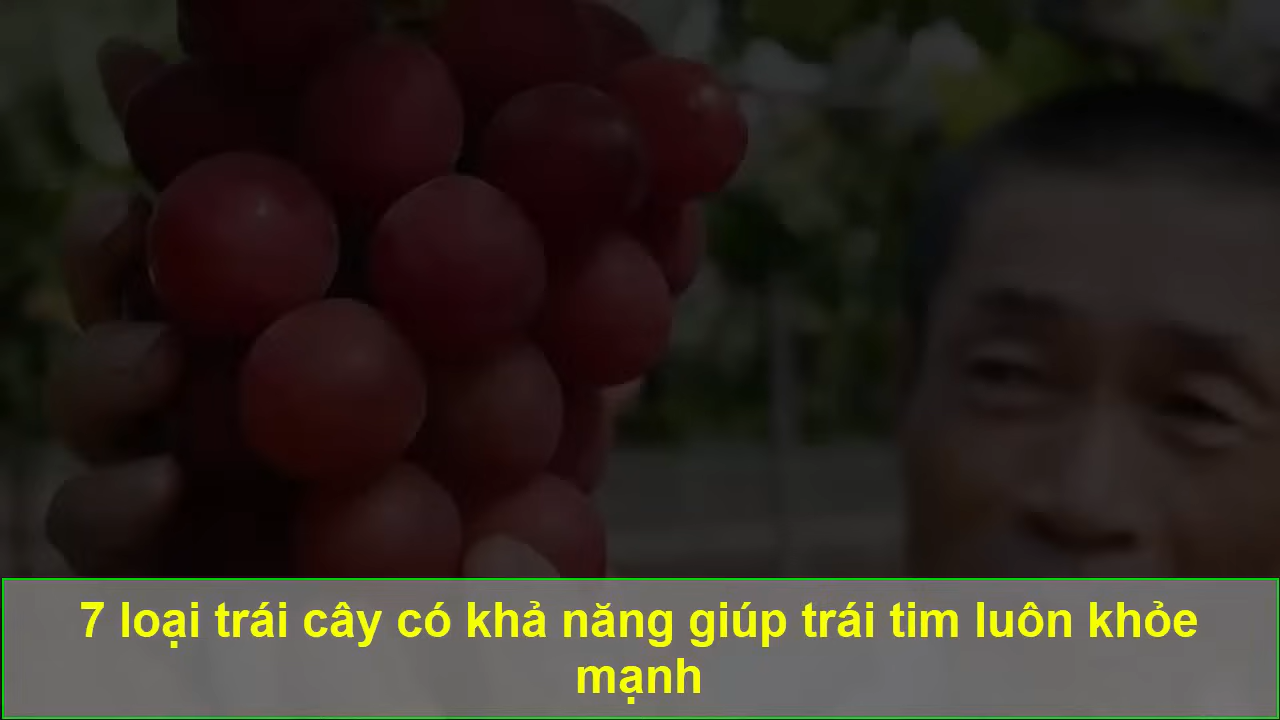 7 loại trái cây có khả năng giúp trái tim luôn khỏe
mạnh